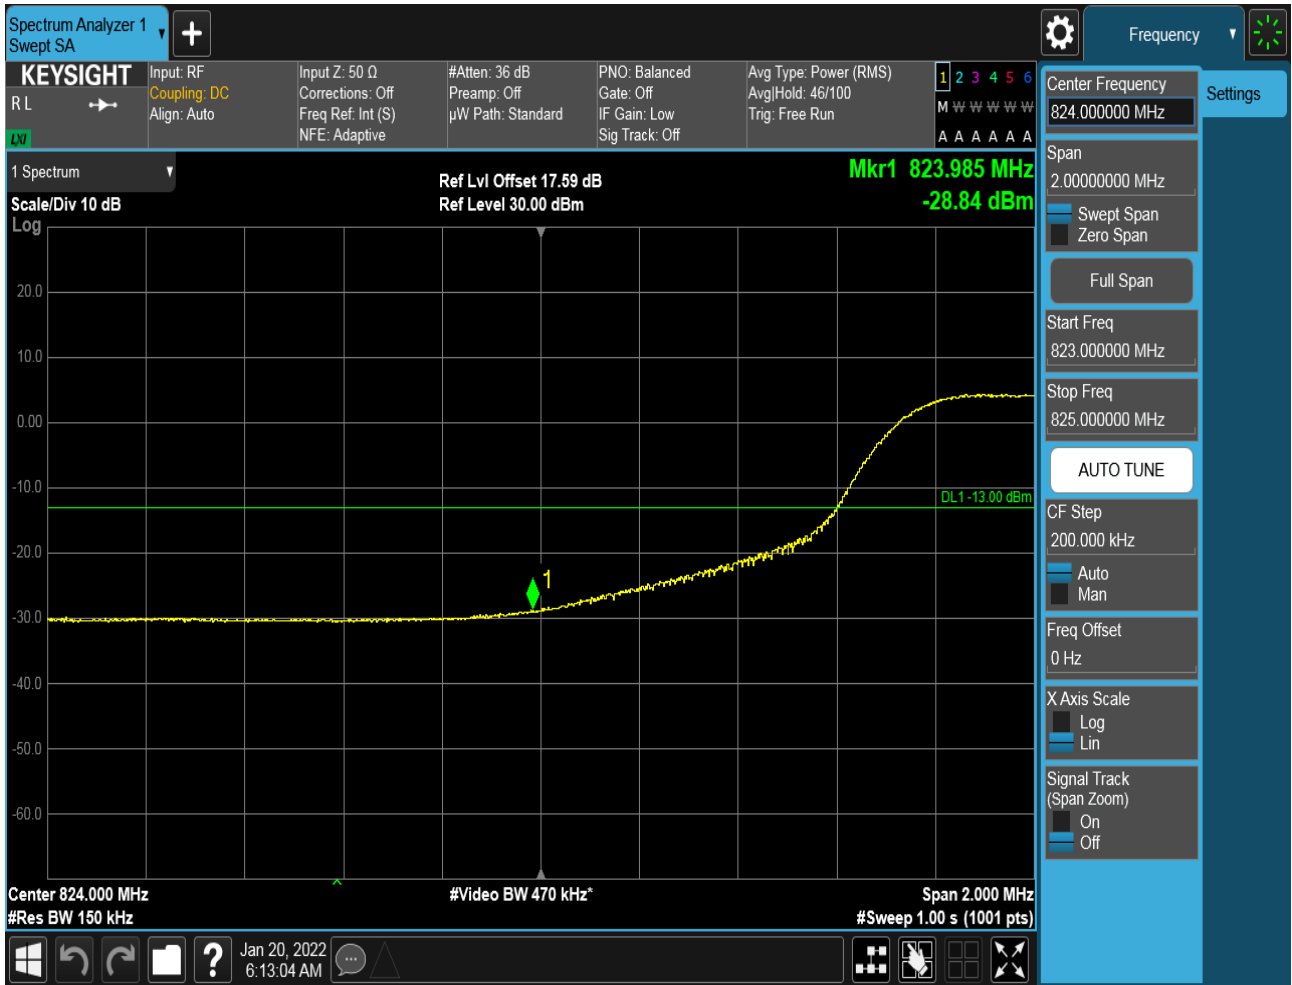 Spectrum Analyzer 1
Swept SA
Frequency
KEYSIGHT
R L
LXI
Input: RF
Coupling: DC
Align: Auto
Input Z: 50 Ω
Corrections: Off
Freq Ref: Int (S)
NFE: Adaptive
#Atten: 36 dB
Preamp: Off
µW Path: Standard
PNO: Balanced
Gate: Off
IF Gain: Low
Sig Track: Off
Avg Type: Power (RMS)
Avg|Hold: 46/100
Trig: Free Run
1 2 3 4 5 6
M W W W W W
A A A A A A
1 Spectrum
Scale/Div 10 dB
Log
Ref Lvl Offset 17.59 dB
Ref Level 30.00 dBm
Mkr1 823.985 MHz
-28.84 dBm
20.0
10.0
0.00
-10.0
DL1 -13.00 dBm
-20.0
1
-30.0
-40.0
-50.0
-60.0
Center 824.000 MHz
#Video BW 470 kHz*
Span 2.000 MHz
#Res BW 150 kHz
#Sweep 1.00 s (1001 pts)
?
Jan 20, 2022
6:13:04 AM
Center Frequency
824.000000 MHz
Settings
Span
2.00000000 MHz
Swept Span
Zero Span
Full Span
Start Freq
823.000000 MHz
Stop Freq
825.000000 MHz
AUTO TUNE
CF Step
200.000 kHz
Auto
Man
Freq Offset
0 Hz
X Axis Scale
Log
Lin
Signal Track
(Span Zoom)
On
Off